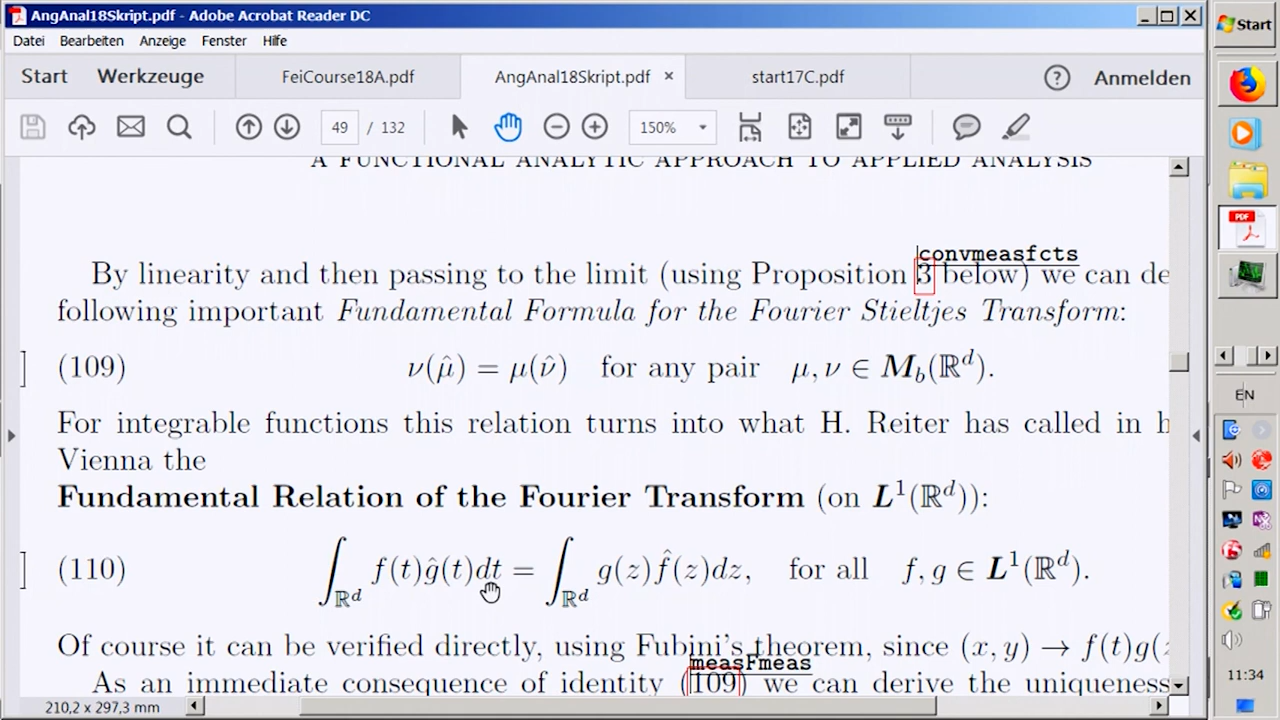 AngAnal18Skript.pdf - Adobe Acrobat Reader DC
Start
Datei Bearbeiten Anzeige Fenster Hilfe
Start Werkzeuge FeiCourse18A.pdf AngAnal18Skript.pdf × start17C.pdf ? Anmelden
49 / 132 150%
A FUNCTIONAL ANALYTIC APPROACH TO APPLIED ANALYSIS
convmeasfcts
By linearity and then passing to the limit (using Proposition 3 below) we can de
following important Fundamental Formula for the Fourier Stieltjes Transform:
] (109) ν(μ̂) = μ(ν̂) for any pair μ, ν ∈ M_b(ℝ^d).
For integrable functions this relation turns into what H. Reiter has called in h
Vienna the
Fundamental Relation of the Fourier Transform (on L¹(ℝ^d)):
] (110) ∫_{ℝ^d} f(t)ĝ(t)dt = ∫_{ℝ^d} g(z)f̂(z)dz, for all f, g ∈ L¹(ℝ^d).
Of course it can be verified directly, using Fubini's theorem, since (x, y) → f(t)g(
measFmeas
As an immediate consequence of identity (109) we can derive the uniqueness
210,2 x 297,3 mm
PDF
EN
11:34